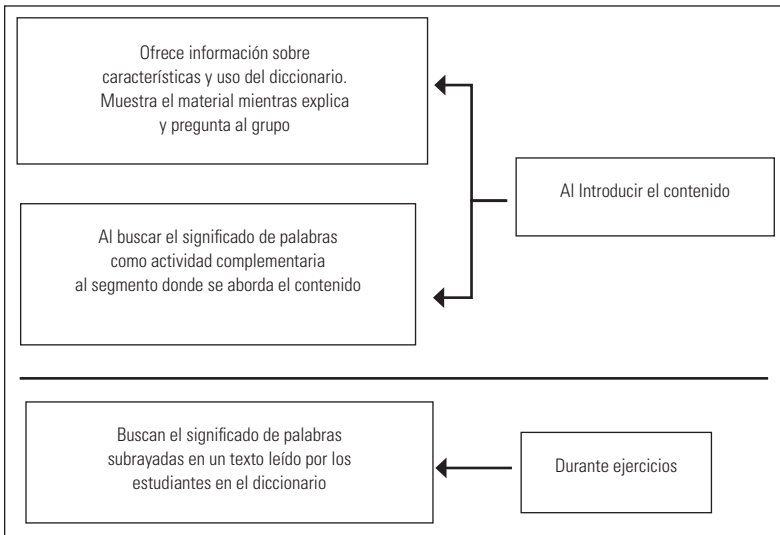 Ofrece información sobre
características y uso del diccionario.
Muestra el material mientras explica
y pregunta al grupo
Al Introducir el contenido
Al buscar el significado de palabras
como actividad complementaria
al segmento donde se aborda el contenido
Buscan el significado de palabras
subrayadas en un texto leído por los
estudiantes en el diccionario
Durante ejercicios